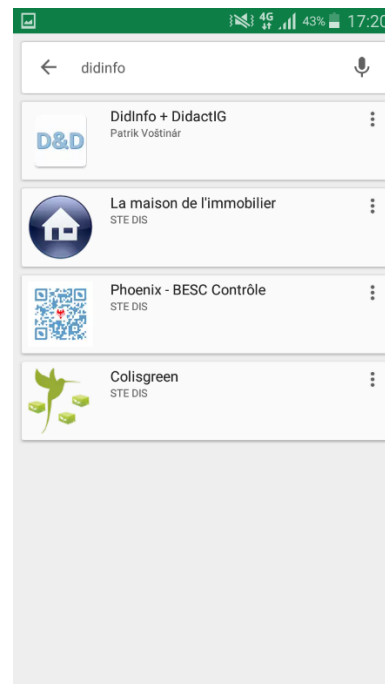 4G 43% 17:20
didinfo
D&D
DidInfo + DidactIG
Patrik Voštinár
La maison de l'immobilier
STE DIS
Phoenix - BESC Contrôle
STE DIS
Colisgreen
STE DIS